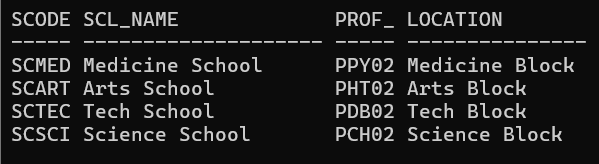 SCODE SCL_NAME             PROF_ LOCATION
----- -------------------- ----- ---------------
SCMED Medicine School      PPY02 Medicine Block
SCART Arts School          PHT02 Arts Block
SCTEC Tech School          PDB02 Tech Block
SCSCI Science School       PCH02 Science Block